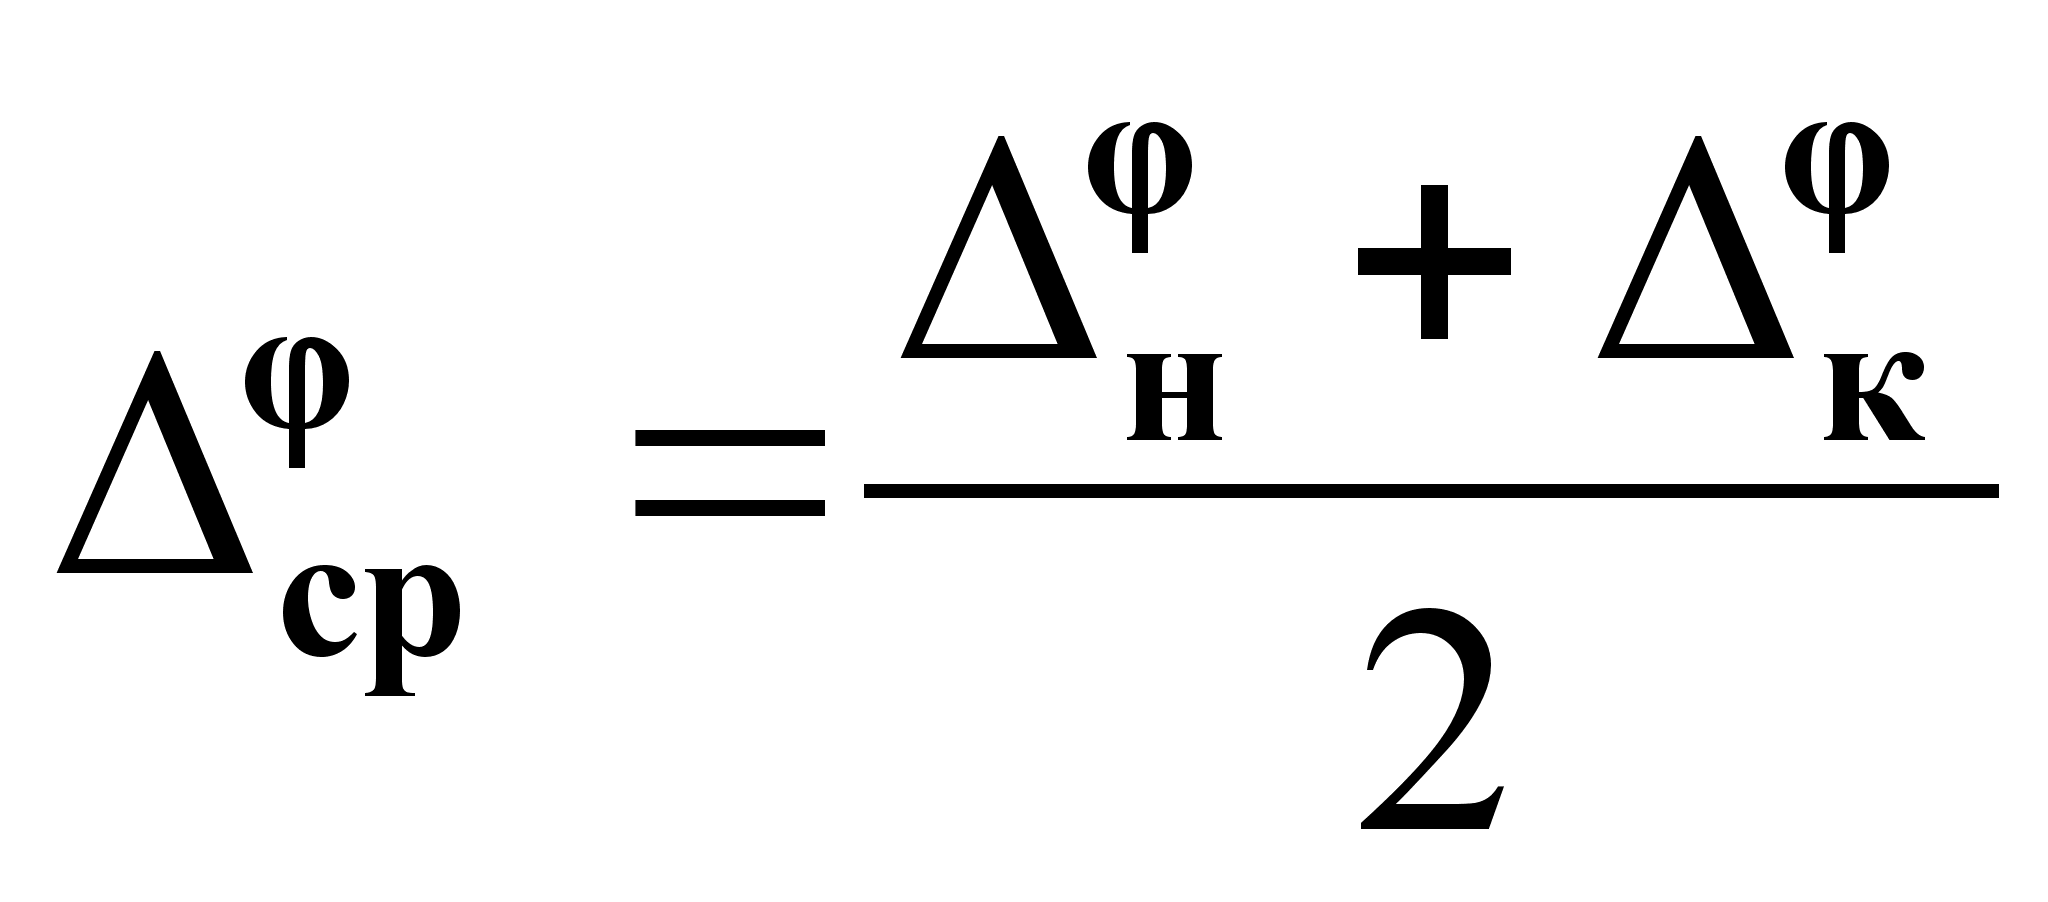 Δ^φ_ср = (Δ^φ_н + Δ^φ_к) / 2